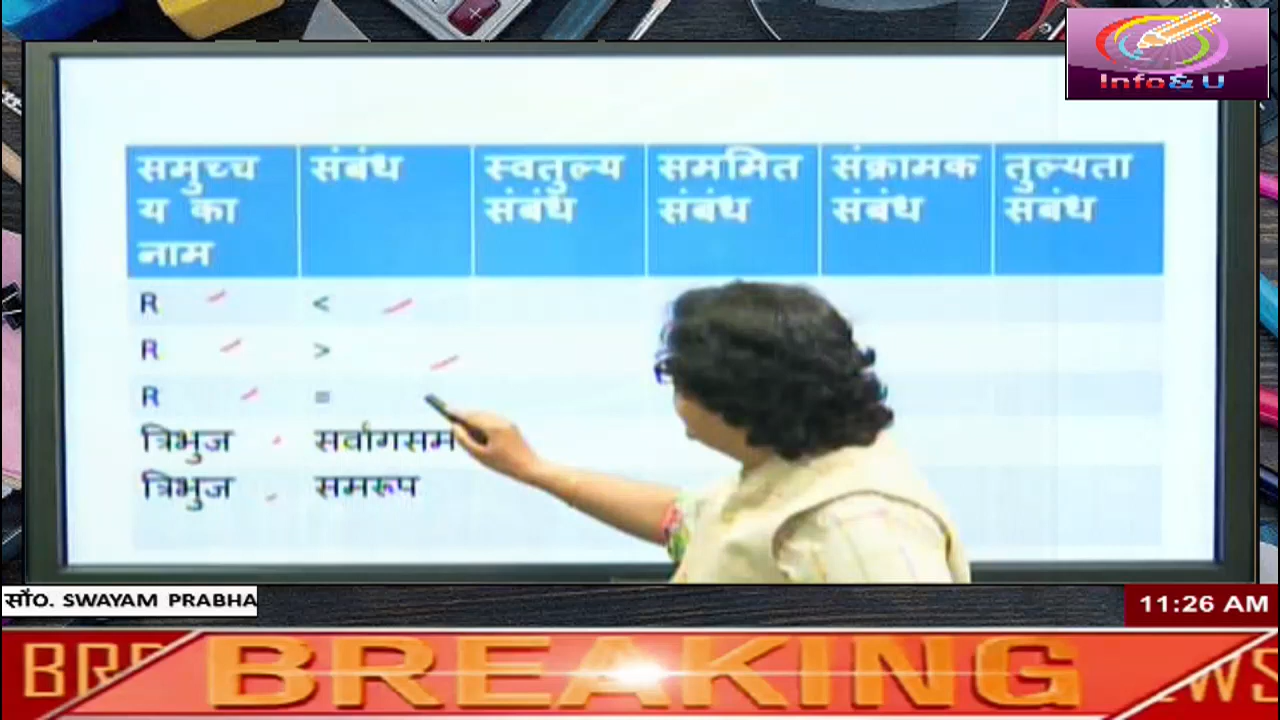 Info& U
समुच्च संबंध स्वतुल्य सममित संक्रामक तुल्यता
य का संबंध संबंध संबंध संबंध
नाम
R <
R >
R =
त्रिभुज सर्वागसम
त्रिभुज समरूप
सौO. SWAYAM PRABHA
11:26 AM
BREAKING